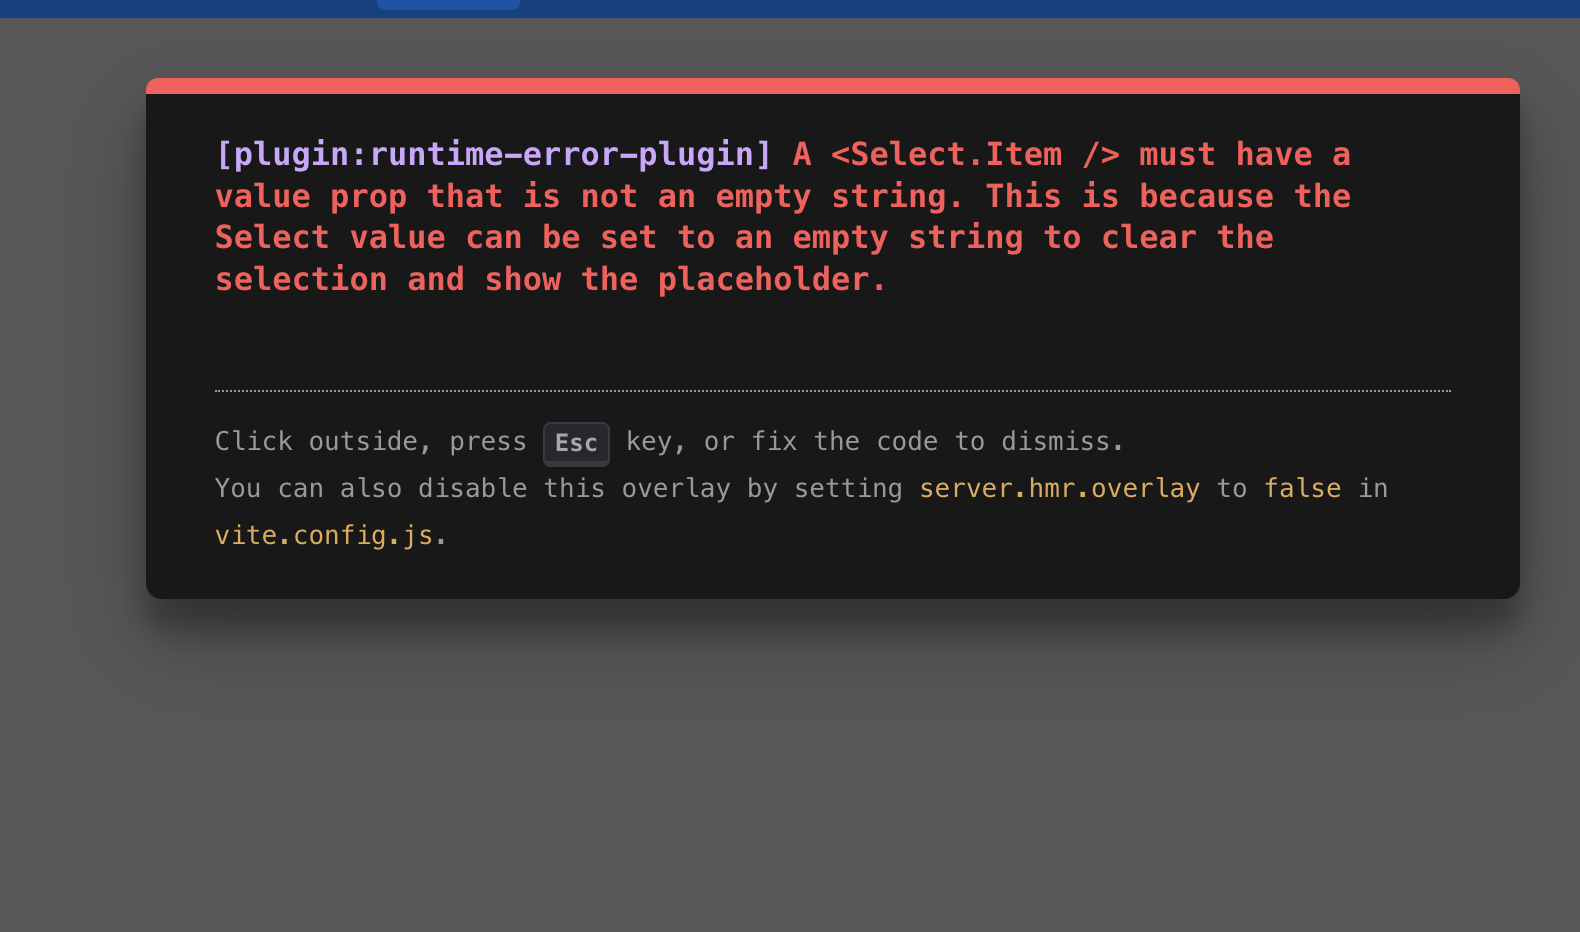 [plugin:runtime-error-plugin] A <Select.Item /> must have a
value prop that is not an empty string. This is because the
Select value can be set to an empty string to clear the
selection and show the placeholder.
Click outside, press Esc key, or fix the code to dismiss.
You can also disable this overlay by setting server.hmr.overlay to false in
vite.config.js.